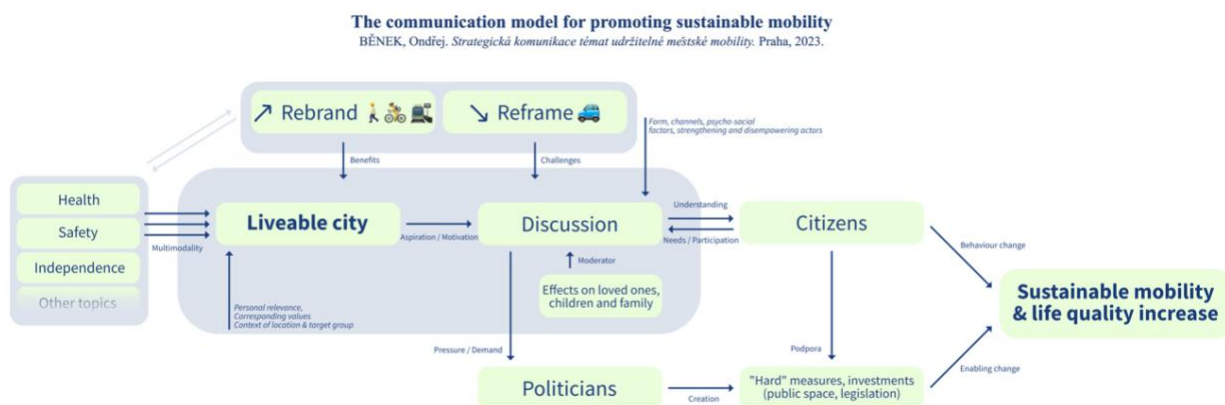 The communication model for promoting sustainable mobility
BĚNEK, Ondřej. Strategická komunikace témat udržitelné městské mobility. Praha, 2023.
↗ Rebrand
↘ Reframe
Form, channels, psycho-social
factors, strengthening and disempowering actors
Benefits
Challenges
Health
Safety
Independence
Other topics
Multimodality
Liveable city
Aspiration / Motivation
Discussion
Understanding
Needs / Participation
Citizens
Moderator
Effects on loved ones,
children and family
Personal relevance,
Corresponding values
Context of location & target group
Behaviour change
Sustainable mobility
& life quality increase
Pressure / Demand
Podpora
Enabling change
Politicians
Creation
"Hard" measures, investments
(public space, legislation)